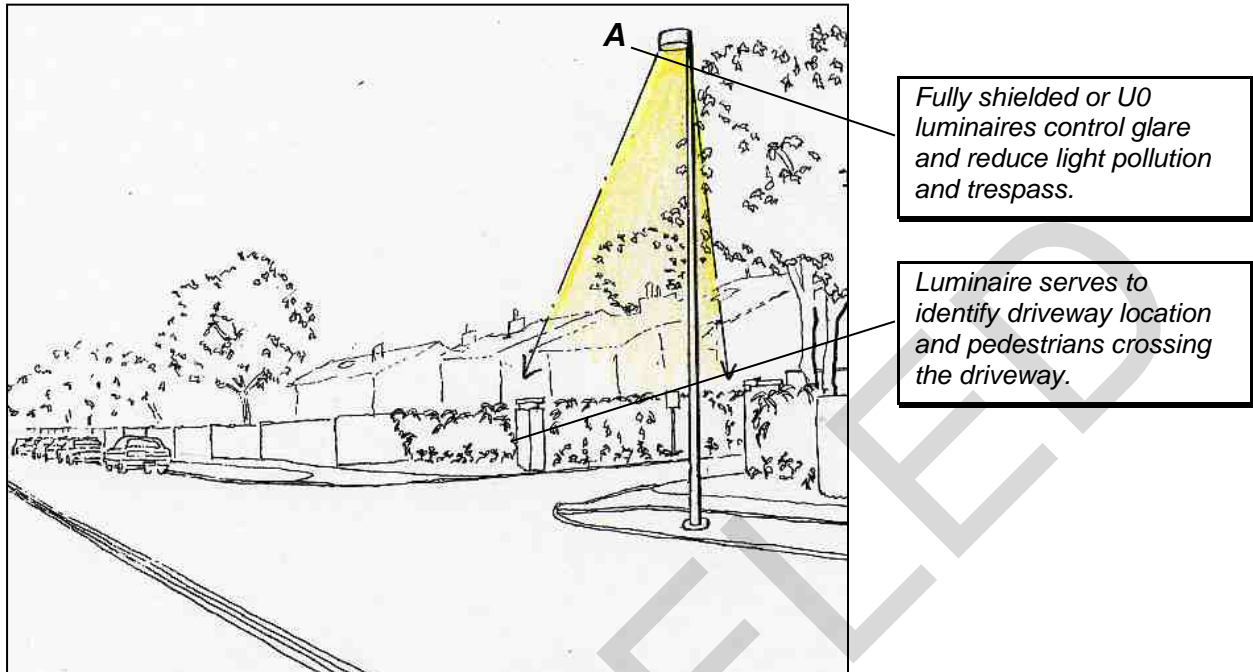 A
Fully shielded or U0
luminaires control glare
and reduce light pollution
and trespass.
Luminaire serves to
identify driveway location
and pedestrians crossing
the driveway.
ELED